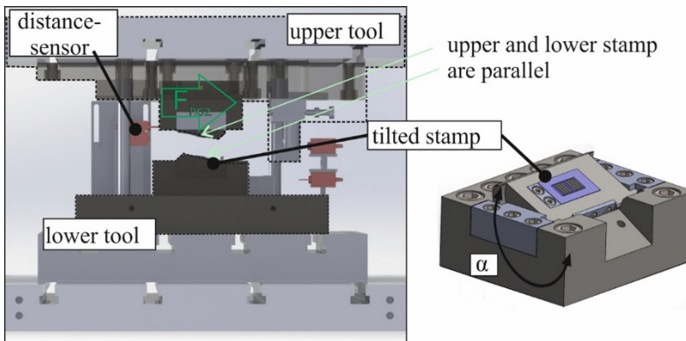 distance-
sensor
upper tool
upper and lower stamp
are parallel
F
tilted stamp
lower tool
α